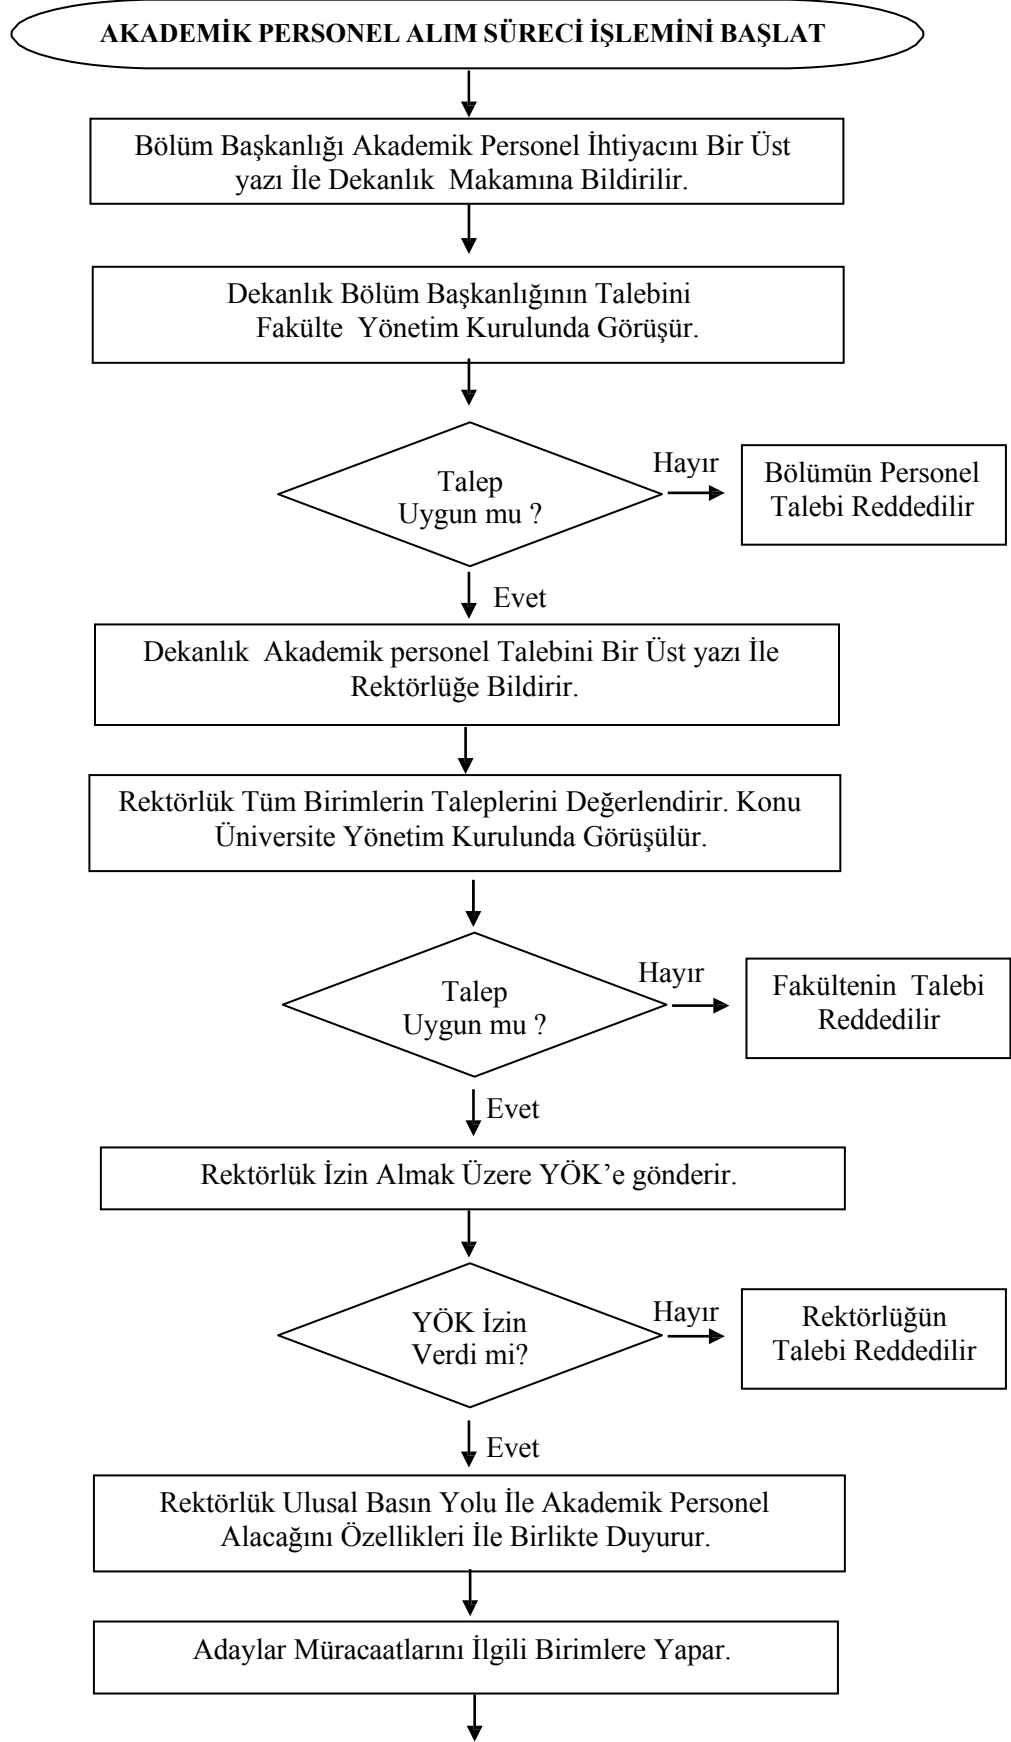 AKADEMİK PERSONEL ALIM SÜRECİ İŞLEMİNİ BAŞLAT
Bölüm Başkanlığı Akademik Personel İhtiyacını Bir Üst
yazı İle Dekanlık Makamına Bildirilir.
Dekanlık Bölüm Başkanlığının Talebini
Fakülte Yönetim Kurulunda Görüşür.
Talep
Uygun mu ?
Hayır
Bölümün Personel
Talebi Reddedilir
Evet
Dekanlık Akademik personel Talebini Bir Üst yazı İle
Rektörlüğe Bildirir.
Rektörlük Tüm Birimlerin Taleplerini Değerlendirir. Konu
Üniversite Yönetim Kurulunda Görüşülür.
Talep
Uygun mu ?
Hayır
Fakültenin Talebi
Reddedilir
Evet
Rektörlük İzin Almak Üzere YÖK’e gönderir.
YÖK İzin
Verdi mi?
Hayır
Rektörlüğün
Talebi Reddedilir
Evet
Rektörlük Ulusal Basın Yolu İle Akademik Personel
Alacağını Özellikleri İle Birlikte Duyurur.
Adaylar Müracaatlarını İlgili Birimlere Yapar.